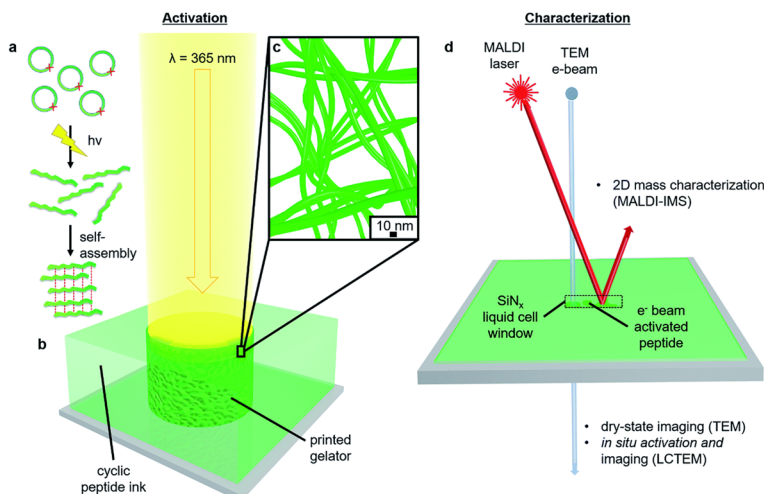 Activation
Characterization
a
hν
self-
assembly
b
cyclic
peptide ink
printed
gelator
λ = 365 nm
c
10 nm
d
MALDI
laser
TEM
e-beam
• 2D mass characterization
(MALDI-IMS)
SiNx
liquid cell
window
e- beam
activated
peptide
• dry-state imaging (TEM)
• in situ activation and
imaging (LCTEM)